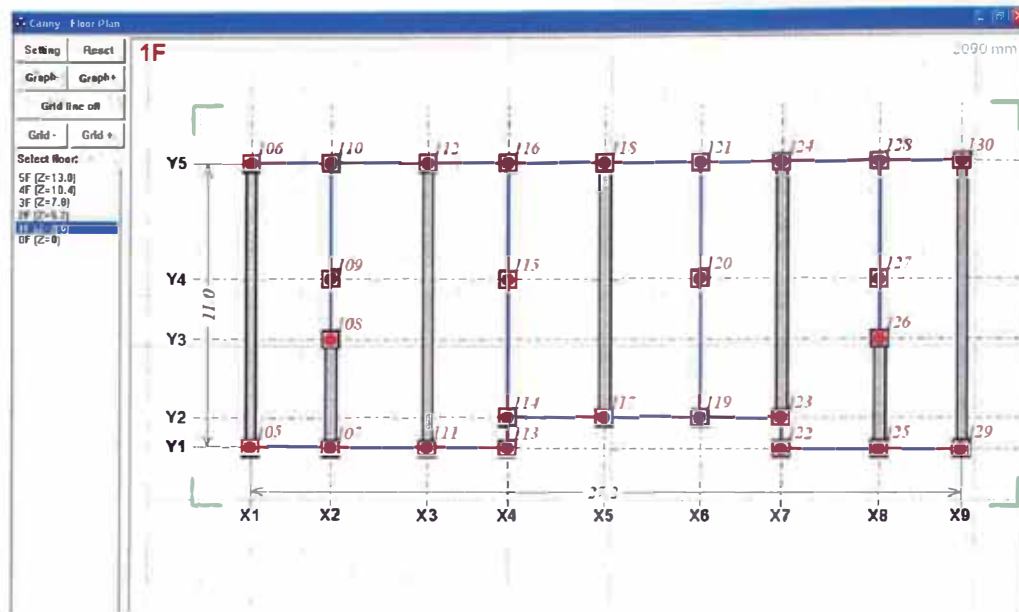 Canny Floor Plan
Setting Reset
Graph- Graph+
Grid line off
Grid - Grid +
Select floor:
5F (Z=13.0)
4F (Z=10.4)
3F (Z=7.8)
0F (Z=0)
1F
2090 mm
106 110 112 116 118 121 124 128 130
Y5
109 115 120 127
Y4
11.0
108 126
Y3
114 117 119 123
Y2
105 107 111 113 122 125 129
Y1
X1 X2 X3 X4 X5 X6 X7 X8 X9